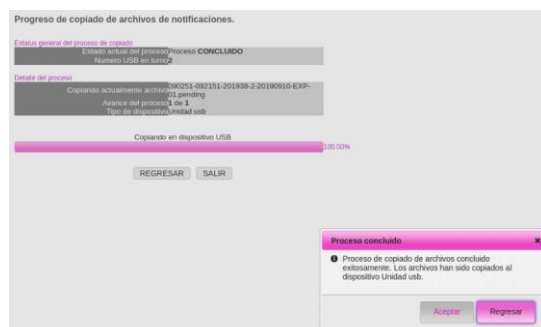 Progreso de copiado de archivos de notificaciones.
Estatus general del proceso de copiado
Estado actual del proceso Proceso CONCLUIDO
Numero USB en turno 2
Detalle del proceso
Copiando actualmente archivo 090251-092151-201938-2-20190910-EXP-
01.pending
Avance del proceso 1 de 1
Tipo de dispositivo Unidad usb
Copiando en dispositivo USB
100.00%
REGRESAR SALIR
Proceso concluido
Proceso de copiado de archivos concluido
exitosamente. Los archivos han sido copiados al
dispositivo Unidad usb.
Aceptar Regresar